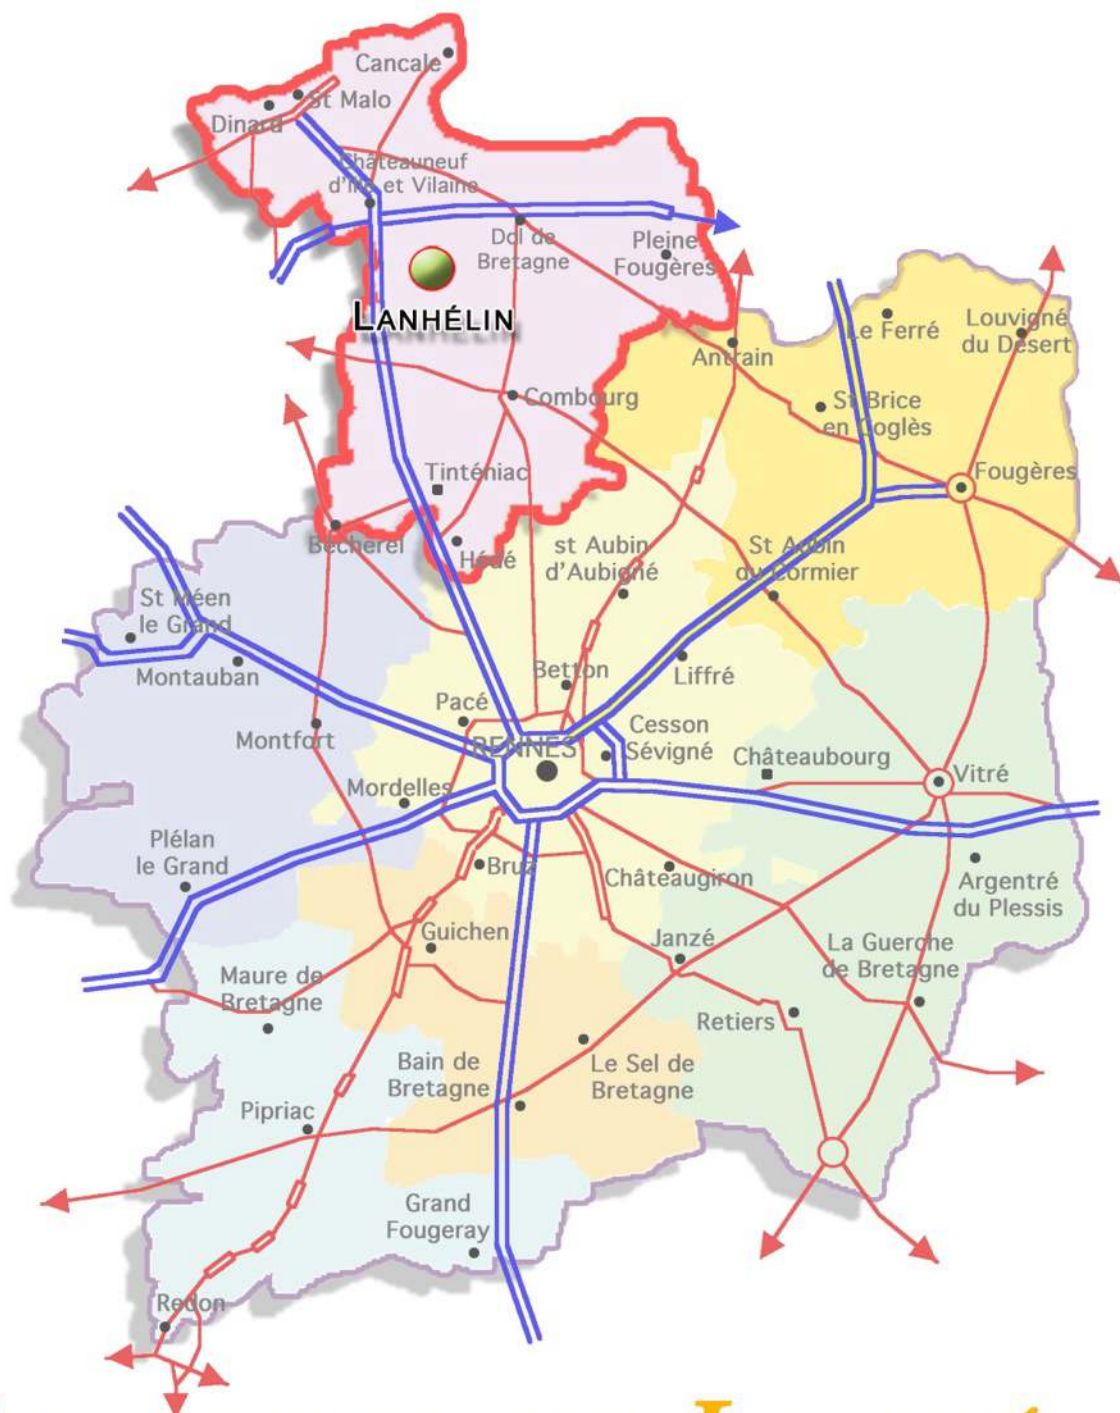 Cancale
St Malo
Dinard
Châteauneuf
d'Ille et Vilaine
Dol de
Bretagne
Pleine
Fougères
LANHÉLIN
Le Ferré
Louvigné
du Désert
Antrain
Combourg
St Brice
en Coglès
Tinténiac
Fougères
Bécherel
Hédé
st Aubin
d'Aubigné
St Aubin
du Cormier
St Méen
le Grand
Montauban
Betton
Liffré
Pacé
Cesson
Sévigné
Montfort
RENNES
Châteaubourg
Vitré
Mordelles
Plélan
le Grand
Bruz
Châteaugiron
Argentré
du Plessis
Guichen
Janzé
La Guerche
de Bretagne
Maure de
Bretagne
Retiers
Bain de
Bretagne
Le Sel de
Bretagne
Pipriac
Grand
Fougeray
Redon